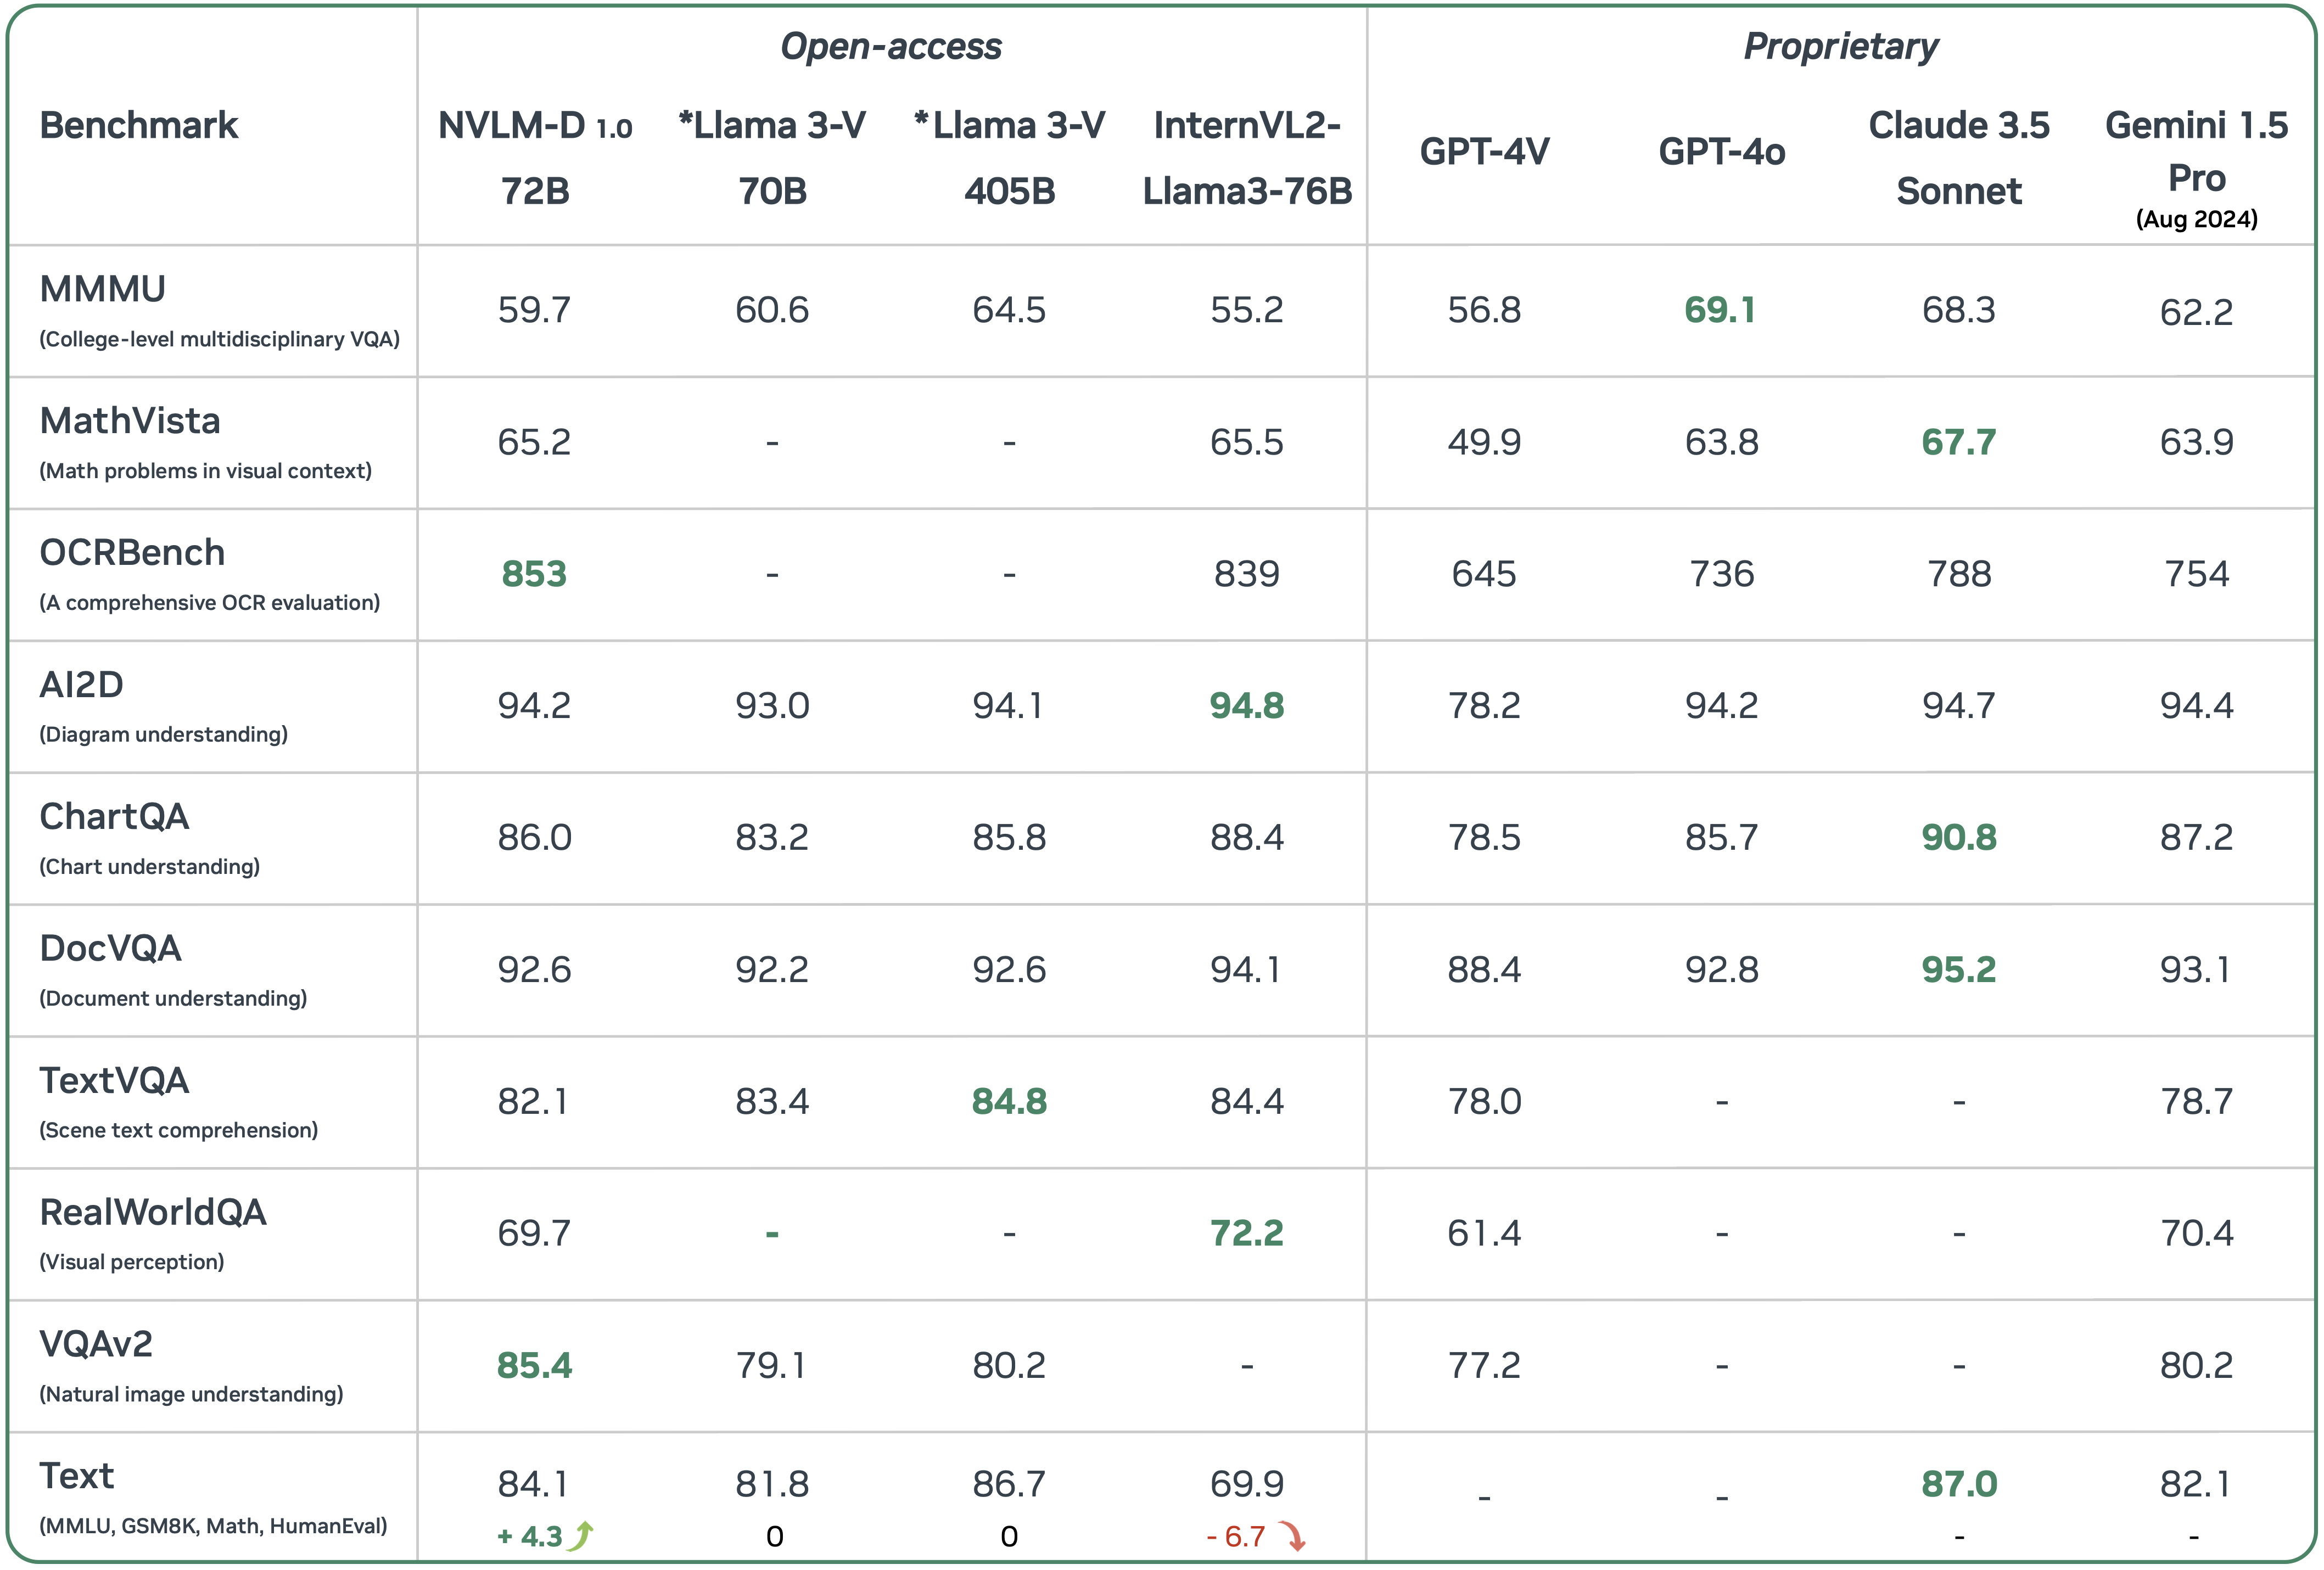 Open-access Proprietary
Benchmark NVLM-D 1.0 72B *Llama 3-V 70B *Llama 3-V 405B InternVL2-Llama3-76B GPT-4V GPT-4o Claude 3.5 Sonnet Gemini 1.5 Pro (Aug 2024)
MMMU 59.7 60.6 64.5 55.2 56.8 69.1 68.3 62.2
(College-level multidisciplinary VQA)
MathVista 65.2 - - 65.5 49.9 63.8 67.7 63.9
(Math problems in visual context)
OCRBench 853 - - 839 645 736 788 754
(A comprehensive OCR evaluation)
AI2D 94.2 93.0 94.1 94.8 78.2 94.2 94.7 94.4
(Diagram understanding)
ChartQA 86.0 83.2 85.8 88.4 78.5 85.7 90.8 87.2
(Chart understanding)
DocVQA 92.6 92.2 92.6 94.1 88.4 92.8 95.2 93.1
(Document understanding)
TextVQA 82.1 83.4 84.8 84.4 78.0 - - 78.7
(Scene text comprehension)
RealWorldQA 69.7 - - 72.2 61.4 - - 70.4
(Visual perception)
VQAv2 85.4 79.1 80.2 - 77.2 - - 80.2
(Natural image understanding)
Text 84.1 81.8 86.7 69.9 - - 87.0 82.1
(MMLU, GSM8K, Math, HumanEval) + 4.3 0 0 - 6.7 - -